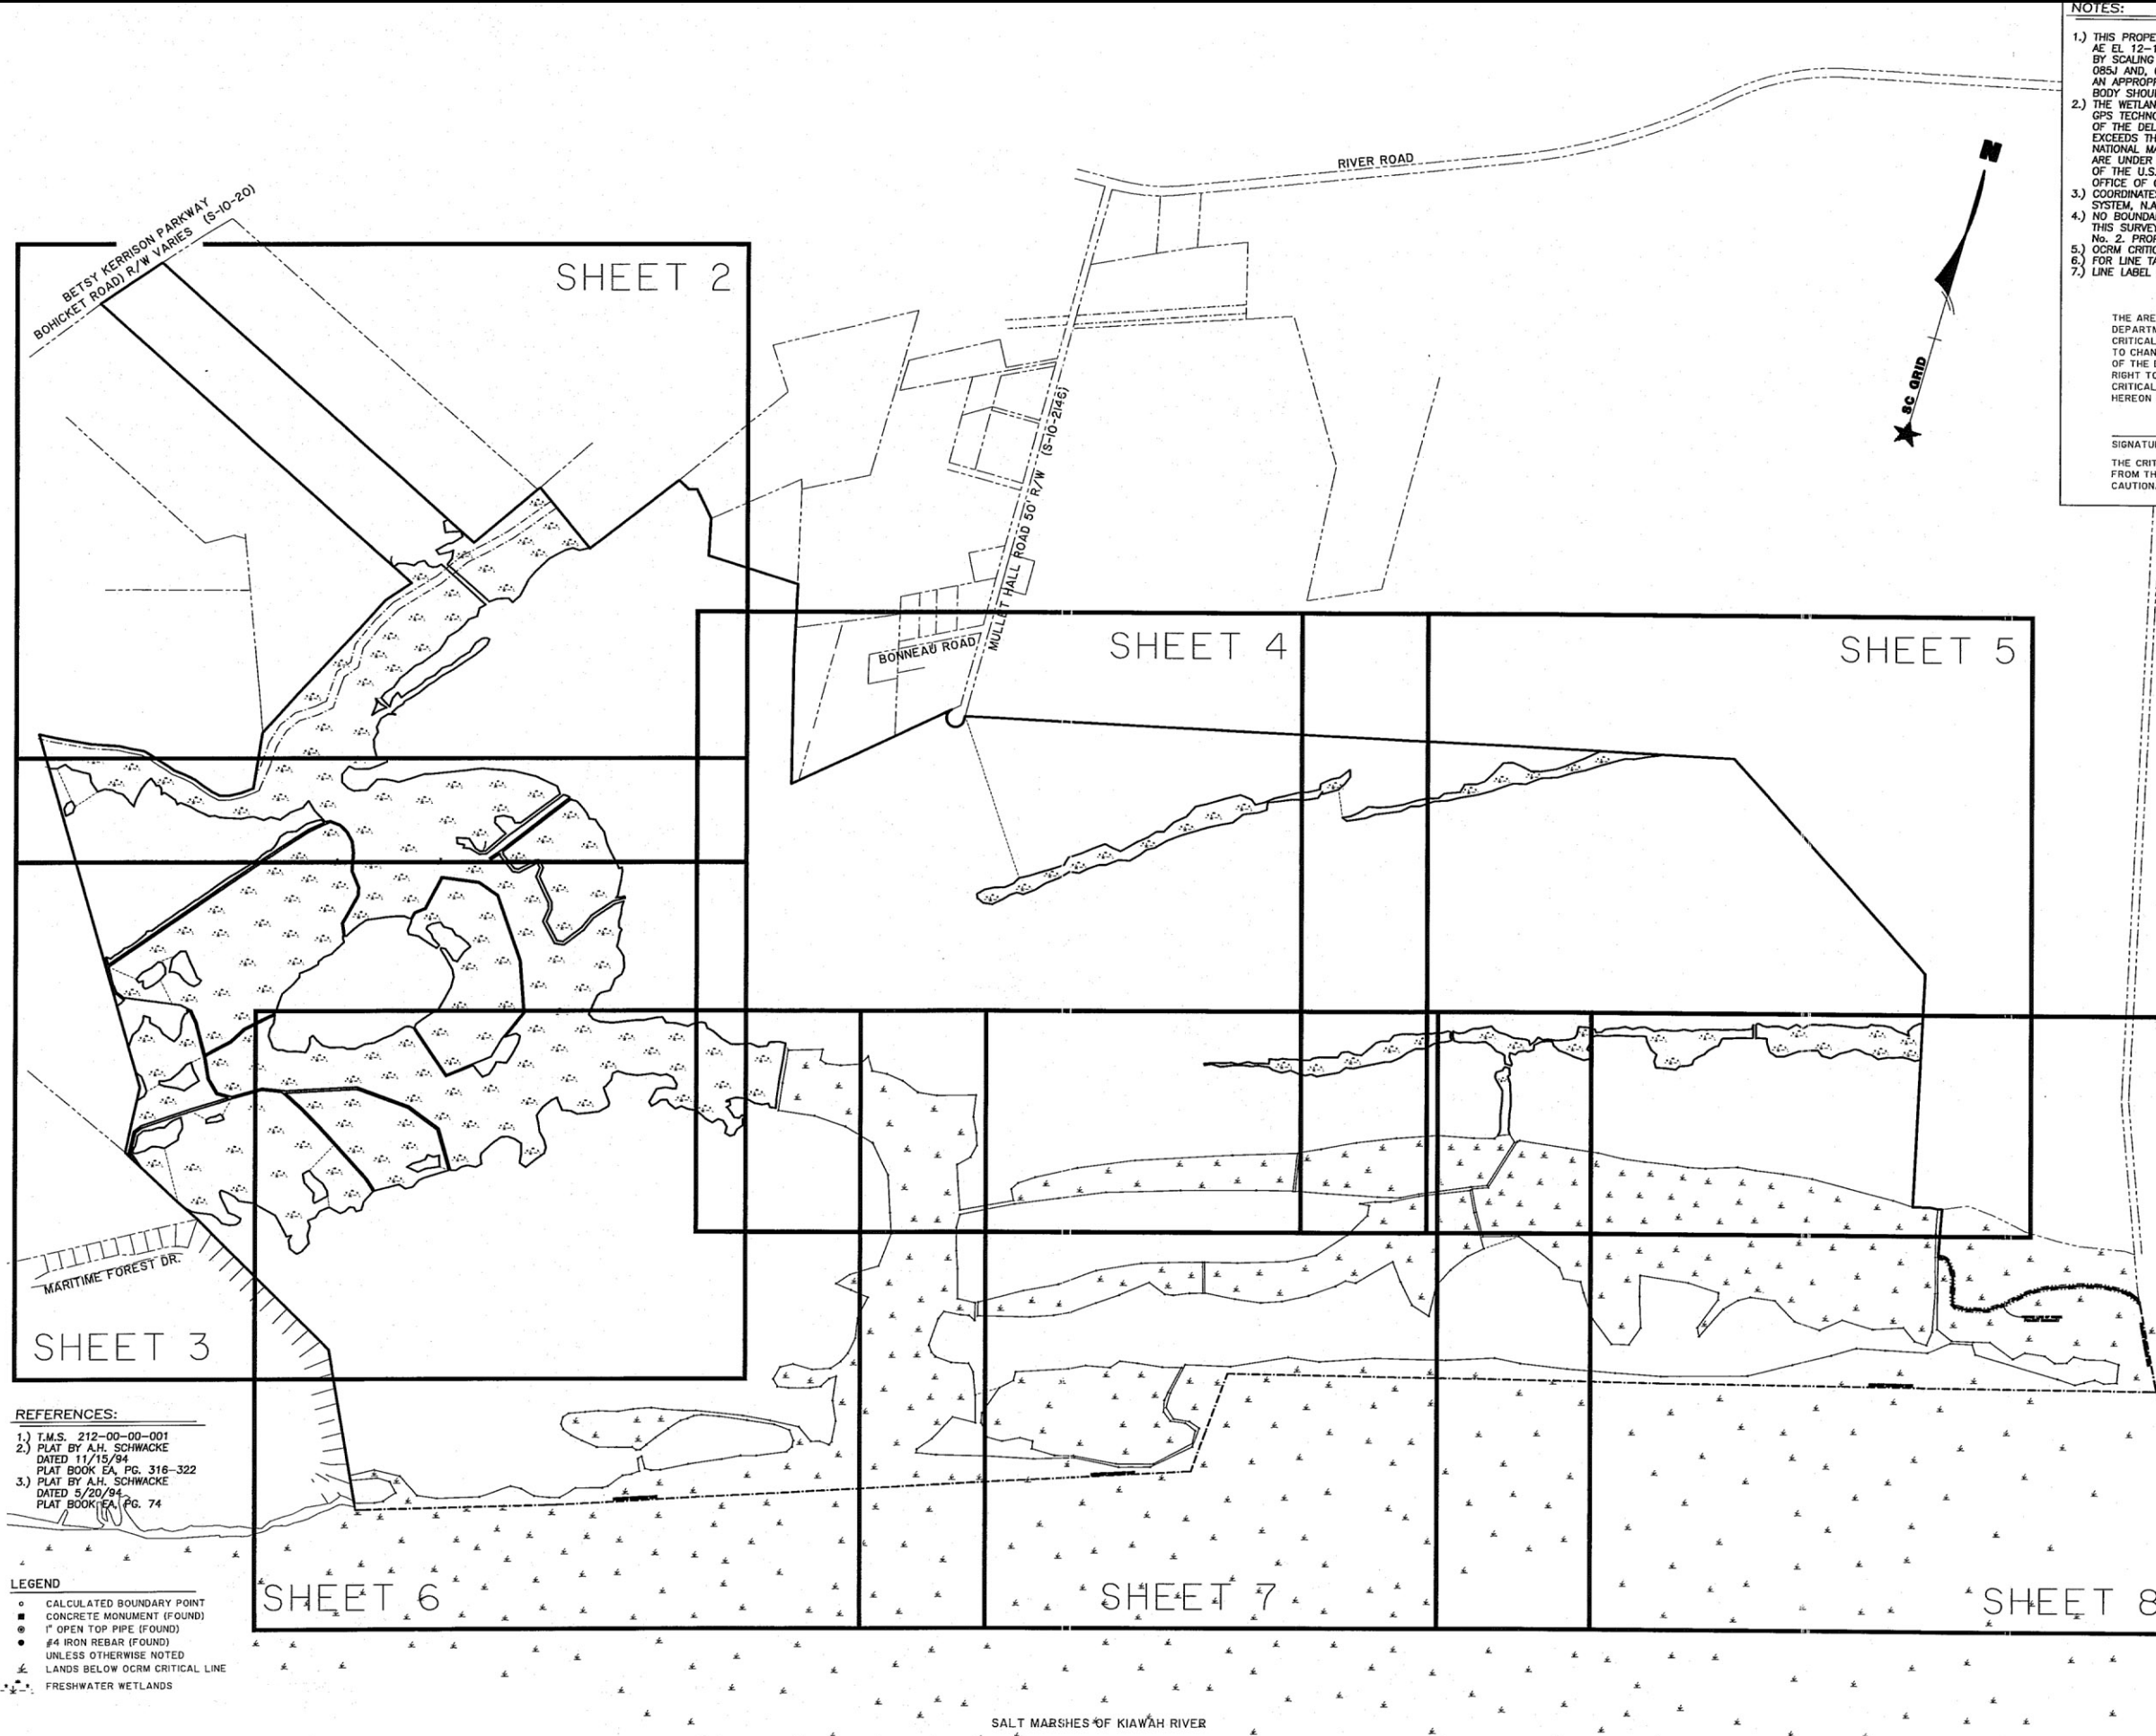 NOTES:
1.) THIS PROPE
AE EL 12-1
BY SCALING
085J AND,
AN APPROP
BODY SHOU
2.) THE WETLAN
GPS TECHNO
OF THE DEL
EXCEEDS TH
NATIONAL MA
ARE UNDER
OF THE U.S.
OFFICE OF
3.) COORDINATE
SYSTEM, N.A
4.) NO BOUNDA
THIS SURVEY
No. 2. PROP
5.) OCRM CRITIC
6.) FOR LINE TA
7.) LINE LABEL
THE ARE
DEPARTM
CRITICAL
TO CHAN
OF THE
RIGHT TO
CRITICAL
HEREON
SIGNATU
THE CRIT
FROM TH
CAUTION
N
SC GRID
RIVER ROAD
BETSY KERRISON PARKWAY
BOHICKET ROAD) R/W VARIES (S-10-20)
SHEET 2
MULLET HALL ROAD 50' R/W (S-10-2146)
BONNEAU ROAD
SHEET 4
SHEET 5
MARITIME FOREST DR.
SHEET 3
REFERENCES:
1.) T.M.S. 212-00-00-001
2.) PLAT BY A.H. SCHWACKE
DATED 11/15/94
PLAT BOOK EA, PG. 316-322
3.) PLAT BY A.H. SCHWACKE
DATED 5/20/94
PLAT BOOK EA, PG. 74
LEGEND
CALCULATED BOUNDARY POINT
CONCRETE MONUMENT (FOUND)
1" OPEN TOP PIPE (FOUND)
#4 IRON REBAR (FOUND)
UNLESS OTHERWISE NOTED
LANDS BELOW OCRM CRITICAL LINE
FRESHWATER WETLANDS
SHEET 6
SHEET 7
SHEET 8
SALT MARSHES OF KIAWAH RIVER